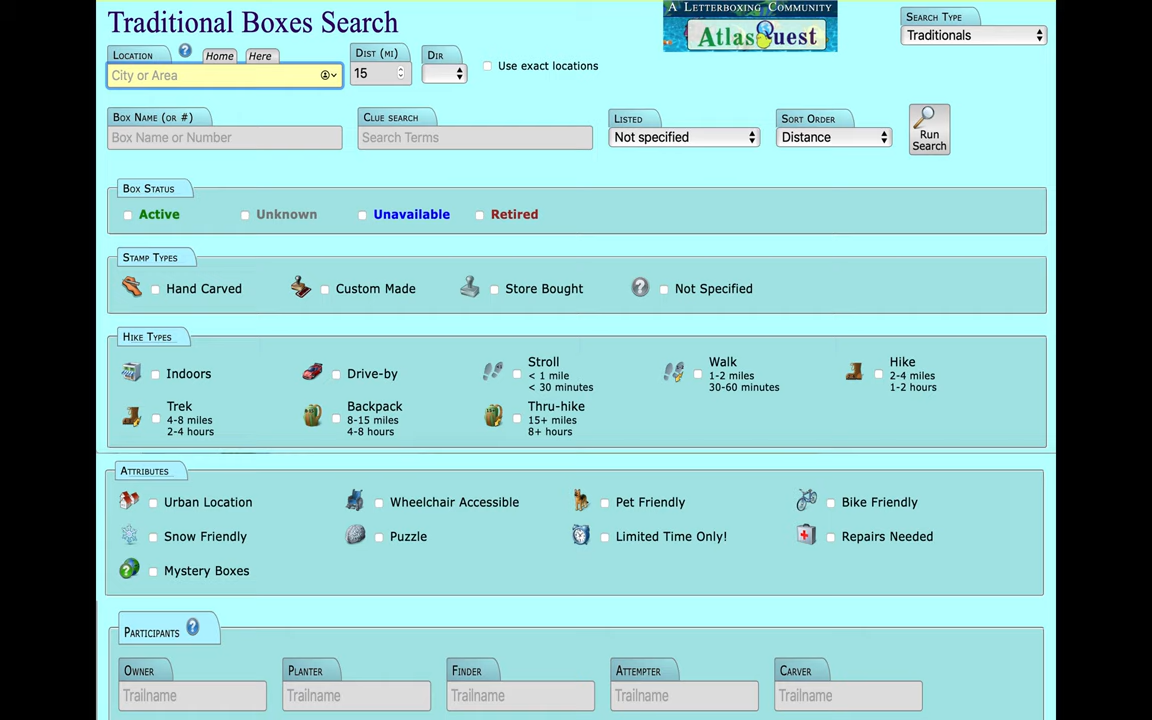 Traditional Boxes Search
A Letterboxing Community
AtlasQuest
Search Type
Traditionals
Location
Home
Here
City or Area
Dist (mi)
15
Dir
Use exact locations
Box Name (or #)
Box Name or Number
Clue search
Search Terms
Listed
Not specified
Sort Order
Distance
Run
Search
Box Status
Active
Unknown
Unavailable
Retired
Stamp Types
Hand Carved
Custom Made
Store Bought
Not Specified
Hike Types
Indoors
Drive-by
Stroll
< 1 mile
< 30 minutes
Walk
1-2 miles
30-60 minutes
Hike
2-4 miles
1-2 hours
Trek
4-8 miles
2-4 hours
Backpack
8-15 miles
4-8 hours
Thru-hike
15+ miles
8+ hours
Attributes
Urban Location
Wheelchair Accessible
Pet Friendly
Bike Friendly
Snow Friendly
Puzzle
Limited Time Only!
Repairs Needed
Mystery Boxes
Participants
Owner
Planter
Finder
Attempter
Carver
Trailname
Trailname
Trailname
Trailname
Trailname